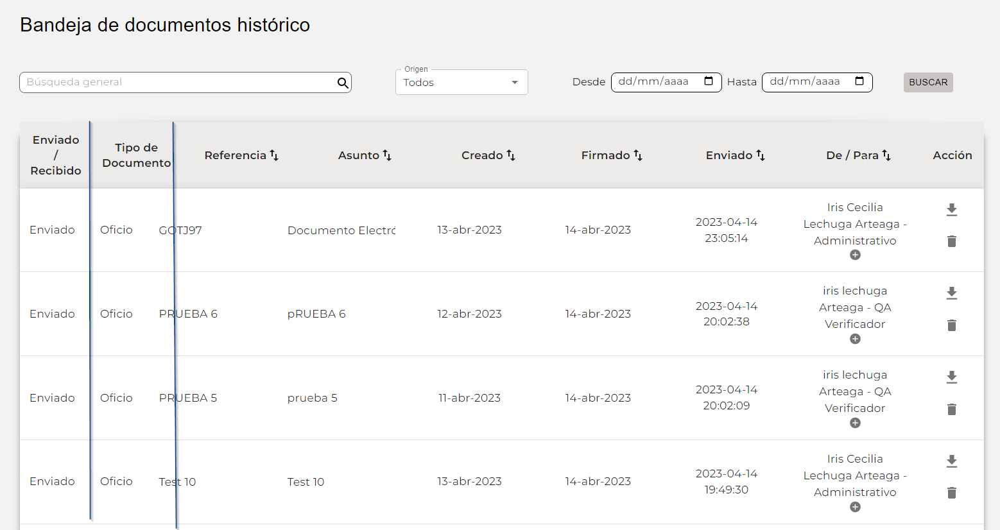 Bandeja de documentos histórico
Búsqueda general
Origen
Todos
Desde dd/mm/aaaa Hasta dd/mm/aaaa BUSCAR
Enviado / Recibido Tipo de Documento Referencia Asunto Creado Firmado Enviado De / Para Acción
Enviado Oficio GOTJ97 Documento Electró 13-abr-2023 14-abr-2023 2023-04-14 23:05:14 Iris Cecilia Lechuga Arteaga - Administrativo
Enviado Oficio PRUEBA 6 pRUEBA 6 12-abr-2023 14-abr-2023 2023-04-14 20:02:38 iris lechuga Arteaga - QA Verificador
Enviado Oficio PRUEBA 5 prueba 5 11-abr-2023 14-abr-2023 2023-04-14 20:02:09 iris lechuga Arteaga - QA Verificador
Enviado Oficio Test 10 Test 10 13-abr-2023 14-abr-2023 2023-04-14 19:49:30 Iris Cecilia Lechuga Arteaga - Administrativo